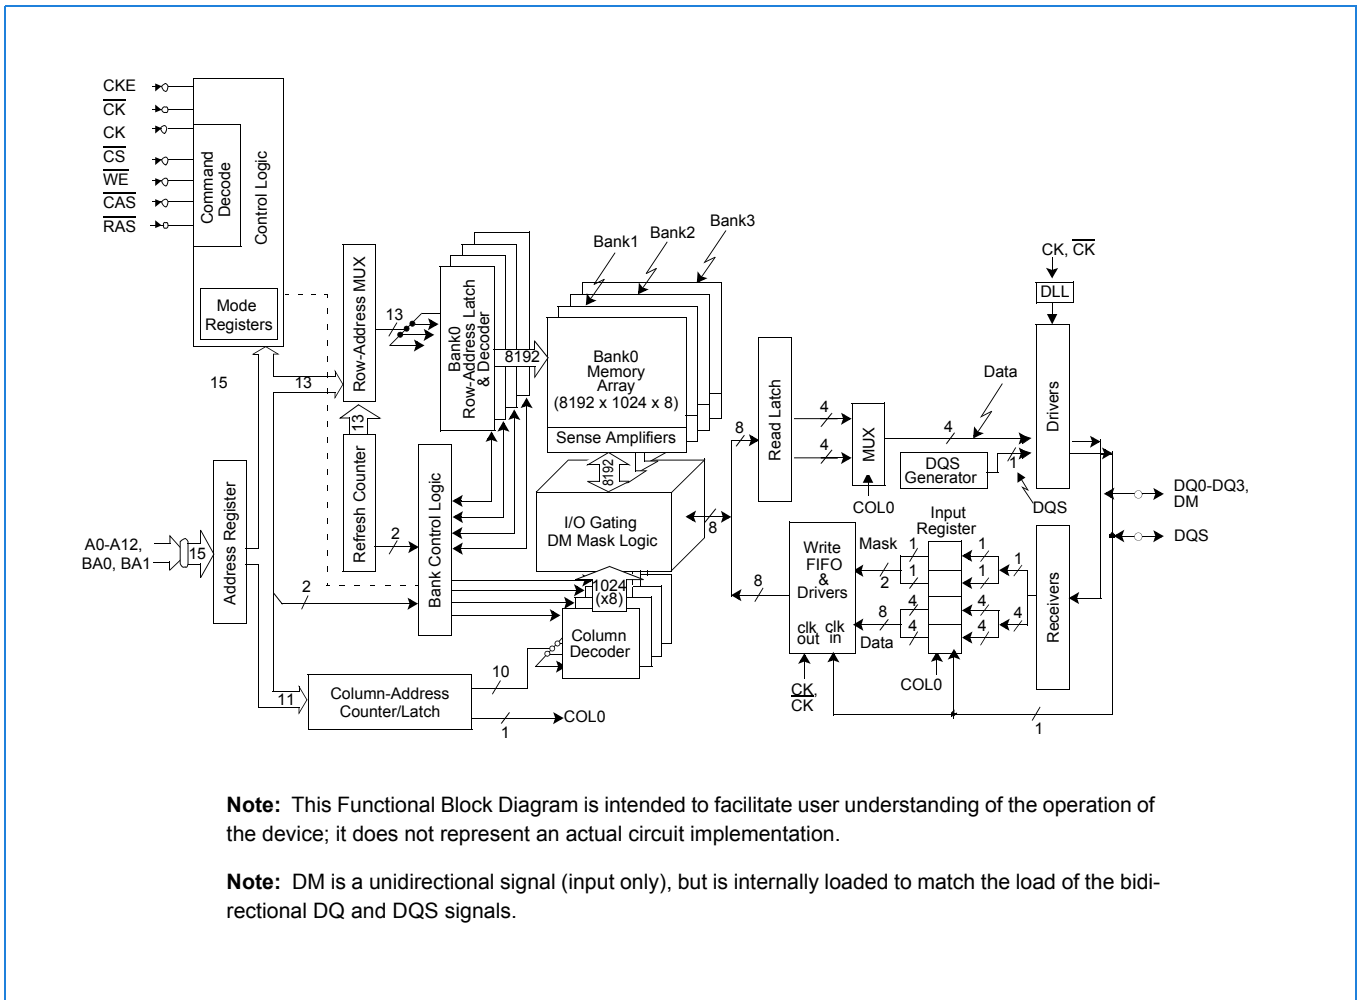 CKE
CK
CK
CS
WE
CAS
RAS
Command
Decode
Control Logic
Mode
Registers
15
13
Row-Address MUX
13
Refresh Counter
13
Bank0
Row-Address Latch
& Decoder
8192
Bank1
Bank2
Bank3
Bank0
Memory
Array
(8192 x 1024 x 8)
Sense Amplifiers
8192
I/O Gating
DM Mask Logic
2
Bank Control Logic
A0-A12,
BA0, BA1
15
Address Register
2
1024
(x8)
Column
Decoder
11
Column-Address
Counter/Latch
10
1
COL0
8
8
8
Read Latch
4
4
MUX
COL0
4
Data
DQS
Generator
1
DQS
CK, CK
DLL
Drivers
DQ0-DQ3,
DM
DQS
Input
Register
Write
FIFO
&
Drivers
clk
out
clk
in
Mask
1
1
2
4
8
4
Data
1
1
1
4
4
4
Receivers
COL0
CK,
CK
1
Note: This Functional Block Diagram is intended to facilitate user understanding of the operation of
the device; it does not represent an actual circuit implementation.
Note: DM is a unidirectional signal (input only), but is internally loaded to match the load of the bidi-
rectional DQ and DQS signals.